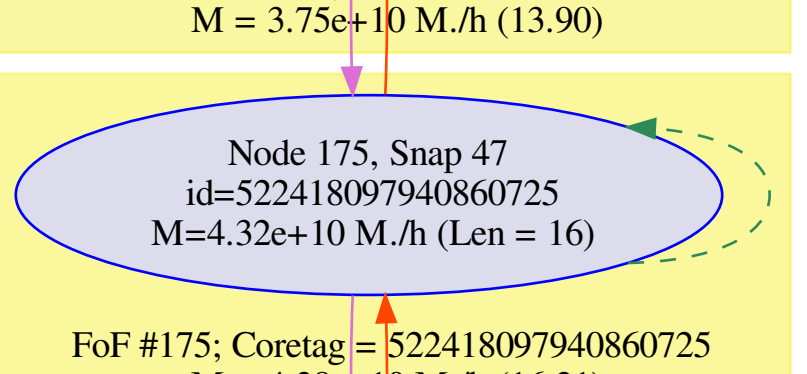 M = 3.75e+10 M./h (13.90)
Node 175, Snap 47
id=522418097940860725
M=4.32e+10 M./h (Len = 16)
FoF #175; Coretag = 522418097940860725